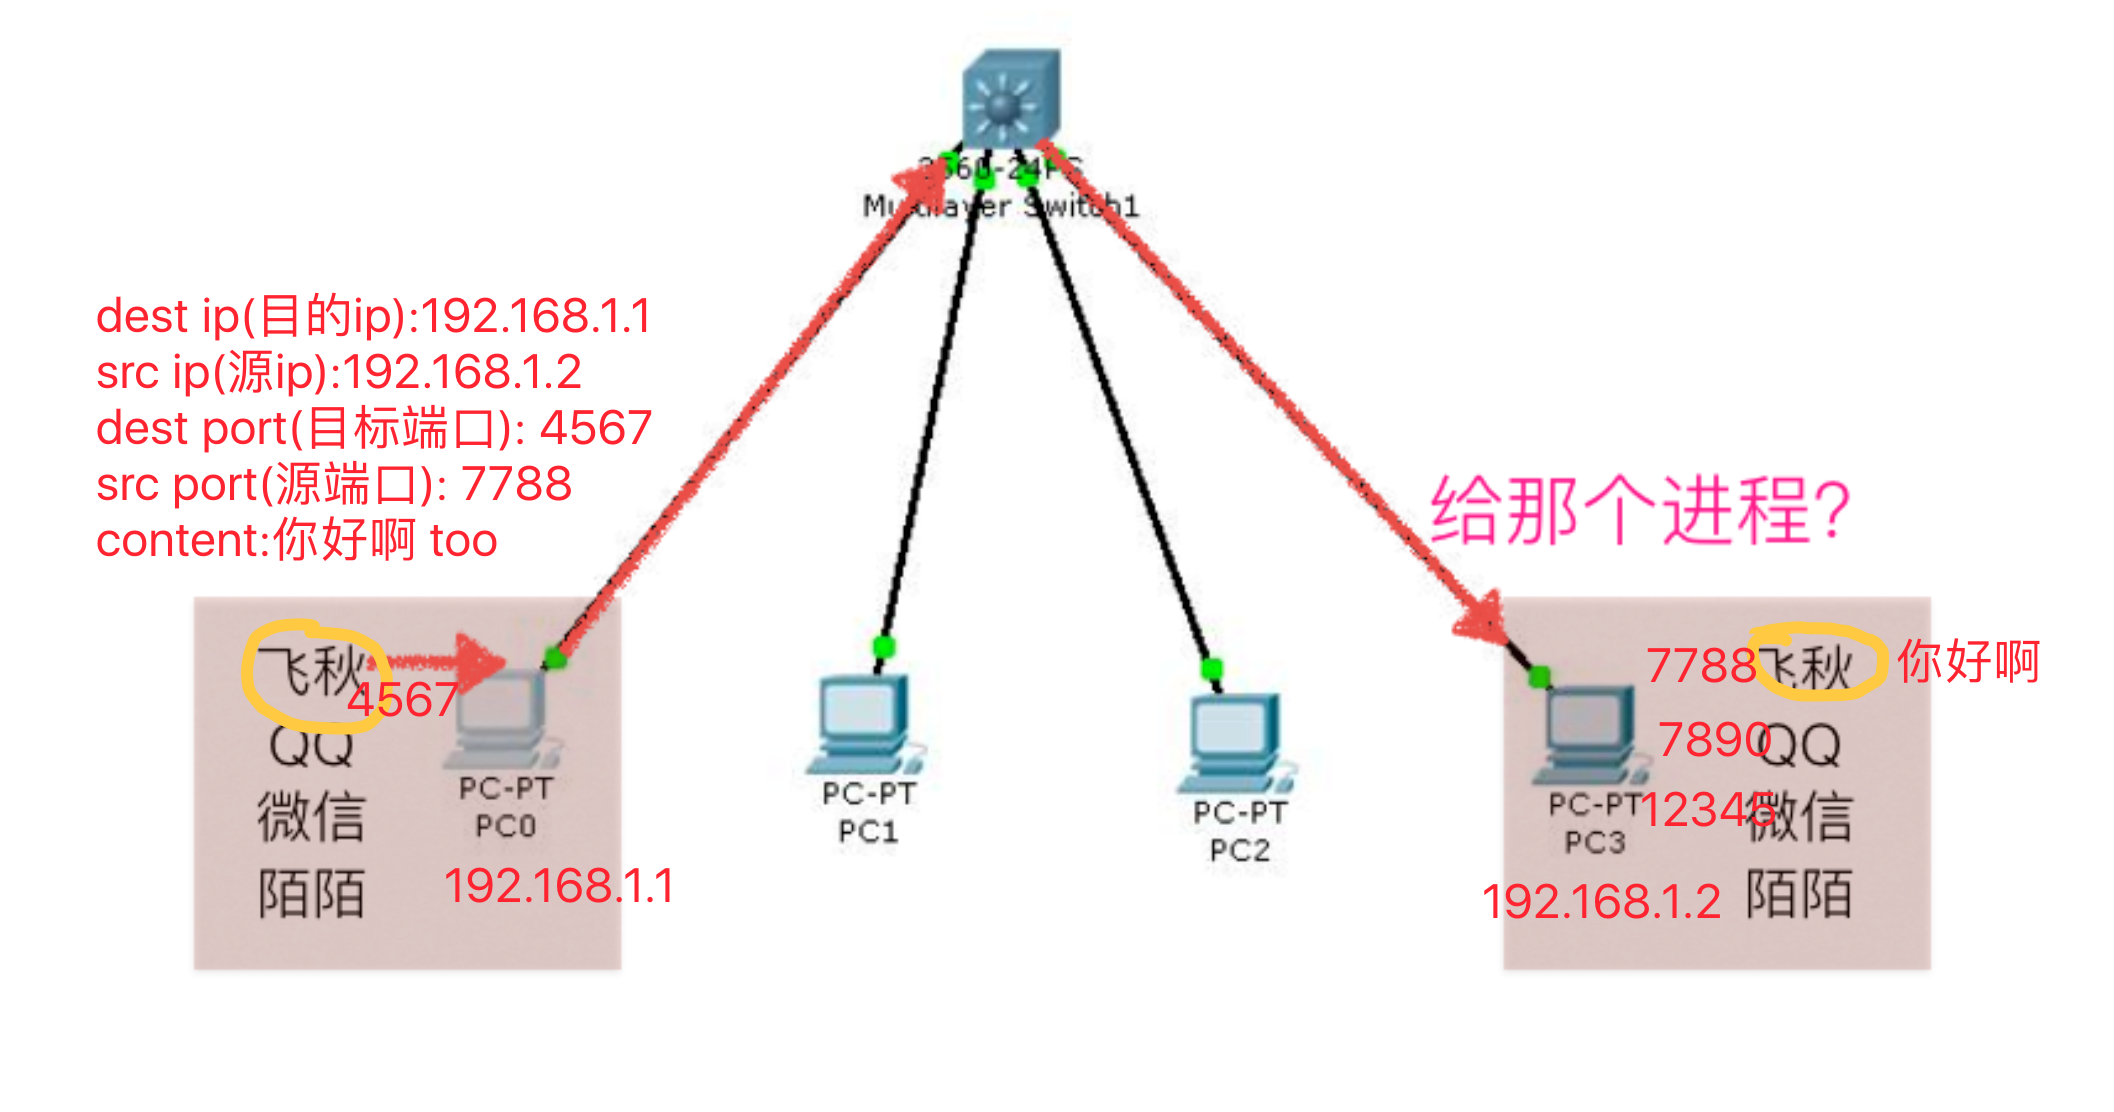 3560-24PS
Multilayer Switch1
dest ip(目的ip):192.168.1.1
src ip(源ip):192.168.1.2
dest port(目标端口): 4567
src port(源端口): 7788
content:你好啊 too
给那个进程?
飞秋
4567
QQ
微信
陌陌
PC-PT
PC0
192.168.1.1
PC-PT
PC1
PC-PT
PC2
7788
飞秋
你好啊
7890
QQ
PC-PT
PC3
12345
微信
192.168.1.2
陌陌